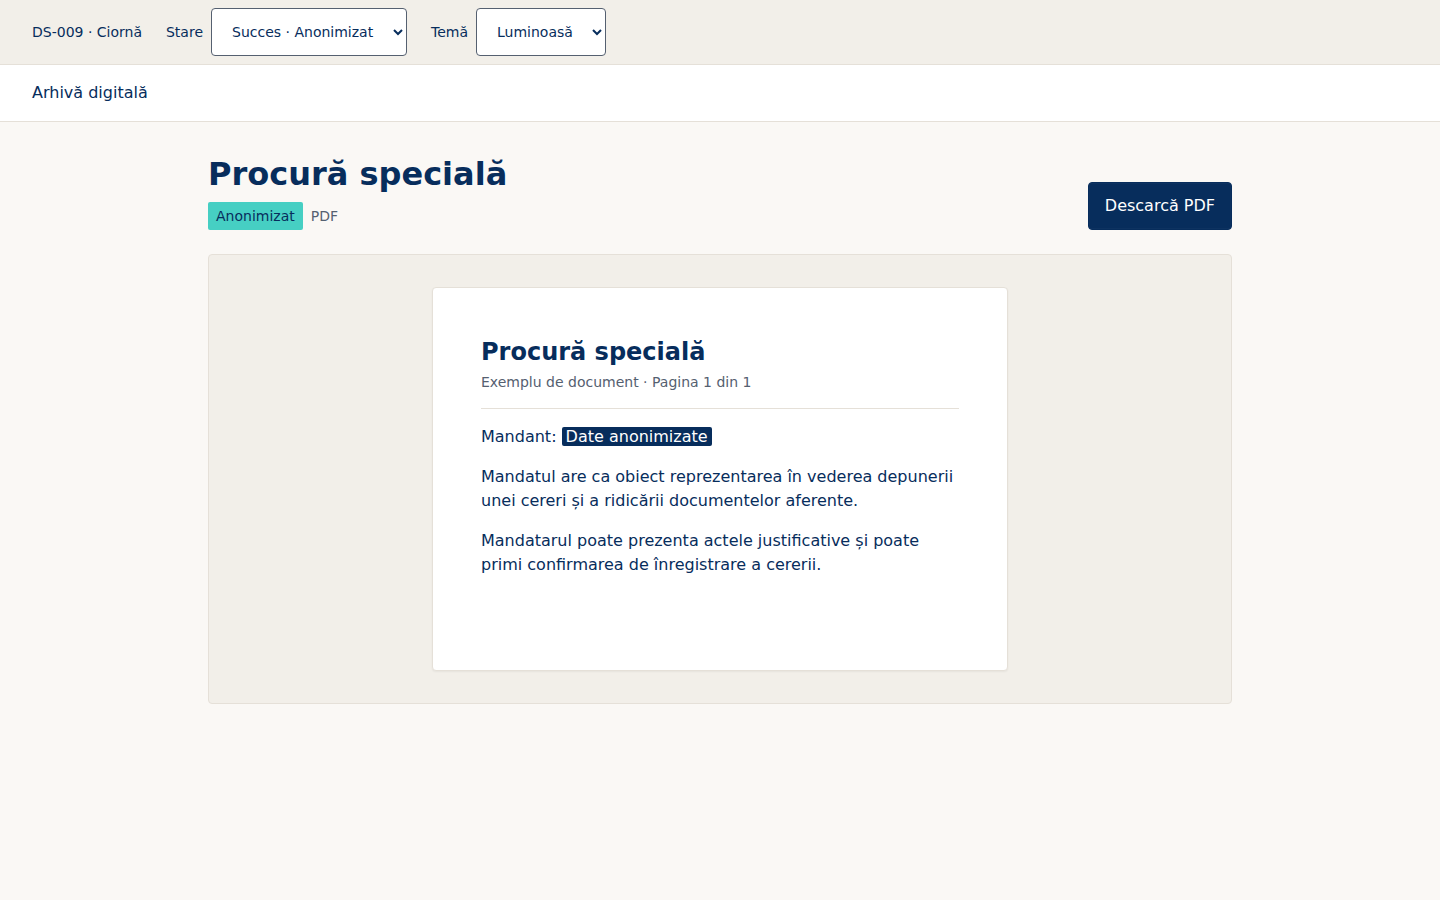 DS-009 · Ciornă Stare Succes · Anonimizat Temă Luminoasă
Arhivă digitală
Procură specială
Anonimizat PDF
Descarcă PDF
Procură specială
Exemplu de document · Pagina 1 din 1
Mandant: Date anonimizate
Mandatul are ca obiect reprezentarea în vederea depunerii
unei cereri și a ridicării documentelor aferente.
Mandatarul poate prezenta actele justificative și poate
primi confirmarea de înregistrare a cererii.